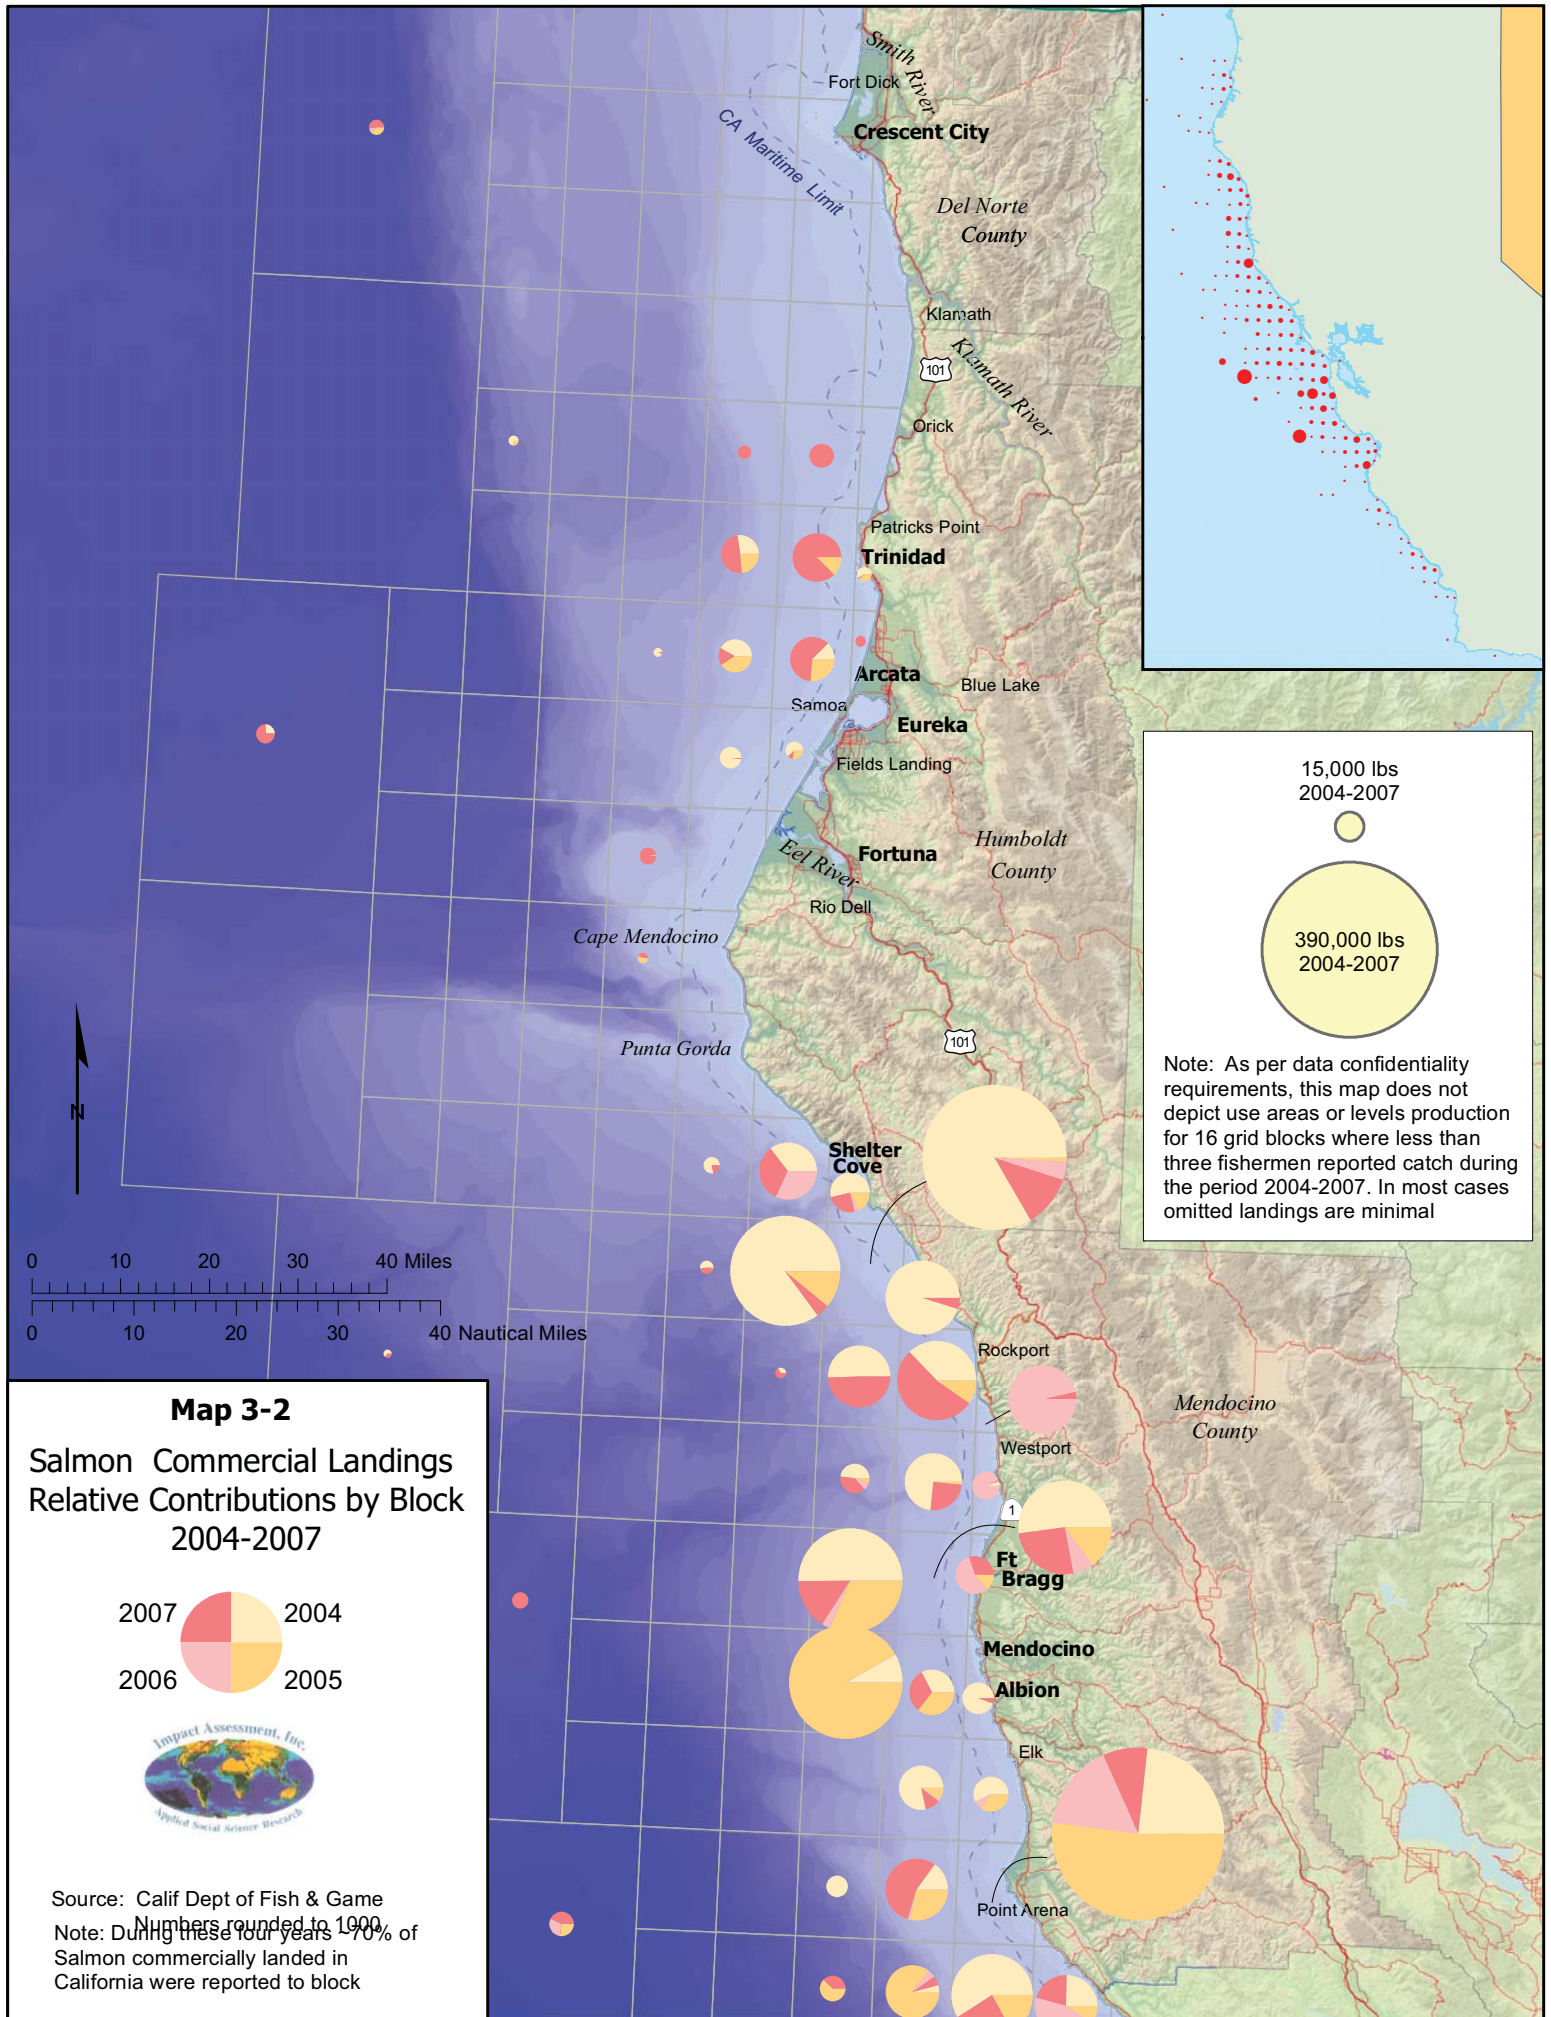 Smith River
Fort Dick
Crescent City
CA Maritime Limit
Del Norte
County
Klamath
Klamath River
101
Orick
Patricks Point
Trinidad
Arcata
Blue Lake
Samoa
Eureka
Fields Landing
Humboldt
County
Eel River
Fortuna
Rio Dell
Cape Mendocino
Punta Gorda
101
N
Shelter
Cove
Rockport
Mendocino
County
Westport
1
Ft
Bragg
Mendocino
Albion
Elk
Point Arena
15,000 lbs
2004-2007
390,000 lbs
2004-2007
Note: As per data confidentiality
requirements, this map does not
depict use areas or levels production
for 16 grid blocks where less than
three fishermen reported catch during
the period 2004-2007. In most cases
omitted landings are minimal
0 10 20 30 40 Miles
0 10 20 30 40 Nautical Miles
Map 3-2
Salmon Commercial Landings
Relative Contributions by Block
2004-2007
2007 2004
2006 2005
Impact Assessment, Inc.
Applied Social Science Research
Source: Calif Dept of Fish & Game
Numbers rounded to 1000
Note: During these four years ~70% of
Salmon commercially landed in
California were reported to block